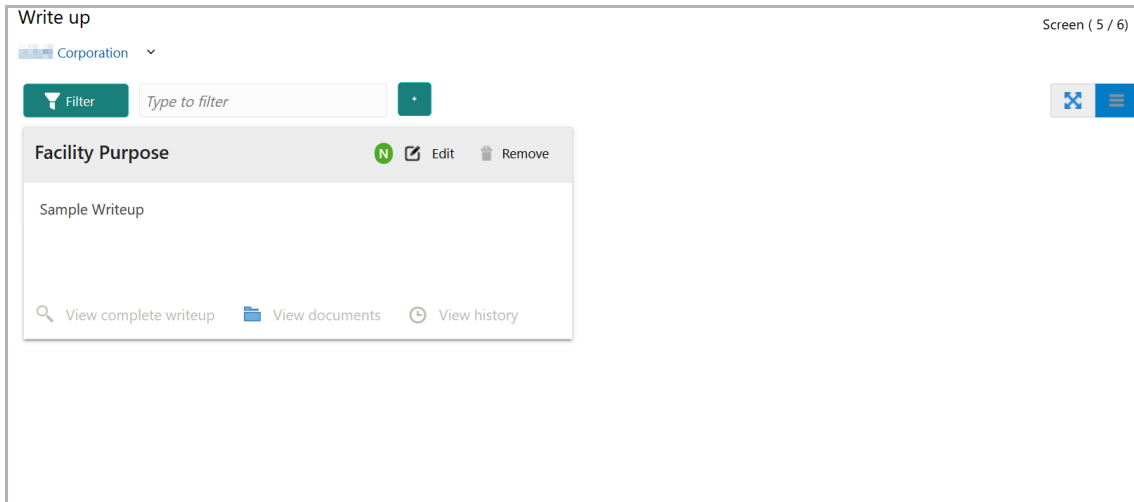 Write up
Screen ( 5 / 6)
Corporation
Filter
Type to filter
+
Facility Purpose
N
Edit
Remove
Sample Writeup
View complete writeup
View documents
View history